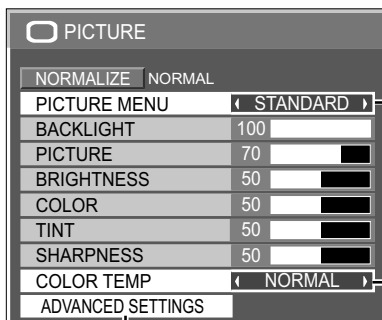 PICTURE
NORMALIZE NORMAL
PICTURE MENU STANDARD
BACKLIGHT 100
PICTURE 70
BRIGHTNESS 50
COLOR 50
TINT 50
SHARPNESS 50
COLOR TEMP NORMAL
ADVANCED SETTINGS